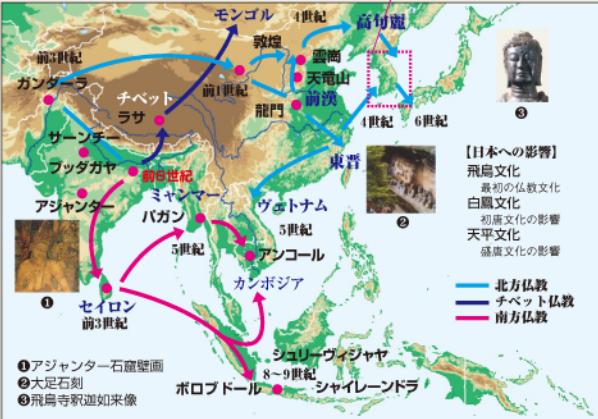 モンゴル
4世紀
高句麗
敦煌
雲崗
前3世紀
ガンダーラ
天竜山
前1世紀
チベット
ラサ
龍門
前漢
❸
4世紀
6世紀
サーンチー
ブッダガヤ
前6世紀
東晋
【日本への影響】
飛鳥文化
最初の仏教文化
白鳳文化
初唐文化の影響
天平文化
盛唐文化の影響
ミャンマー
アジャンター
パガン
ヴェトナム
❷
5世紀
5世紀
アンコール
カンボジア
❶
セイロン
前3世紀
北方仏教
チベット仏教
南方仏教
シュリーヴィジャヤ
8～9世紀
ボロブドール
シャイレーンドラ
❶アジャンター石窟壁画
❷大足石刻
❸飛鳥寺釈迦如来像